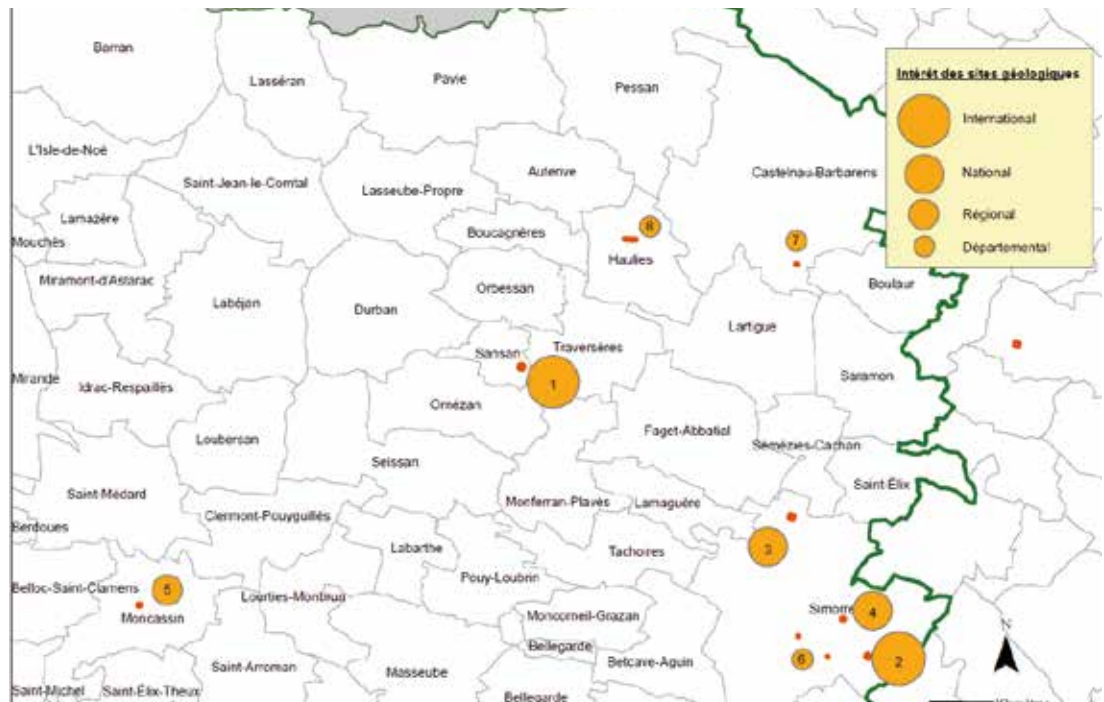 Barran
Lasséran
Pavie
Pessan
Intérêt des sites géologiques
International
National
Régional
Départemental
L'Isle-de-Noé
Saint-Jean-le-Comtal
Lasseube-Propre
Auterive
Castelnau-Barbarens
Lamazère
Mouchès
Boucagnères
8
Haulies
7
Miramont-d'Astarac
Labéjan
Durban
Orbessan
Boulaur
Lartigue
Sansan
Traversères
Mirande
Idrac-Respaillès
1
Ornézan
Saramon
Loubersan
Faget-Abbatial
Sémézies-Cachan
Seissan
Saint-Élix
Saint-Médard
Monferran-Plavès
Lamaguère
Berdoues
Clermont-Pouyguillès
Labarthe
Tachoires
3
Belloc-Saint-Clamens
5
Moncassin
Lourties-Monbrun
Pouy-Loubrin
Moncorneil-Grazan
Simorre
4
N
Bellegarde
6
2
Saint-Arroman
Masseube
Betcave-Aguin
Saint-Michel
Saint-Élix-Theux
Bellegarde